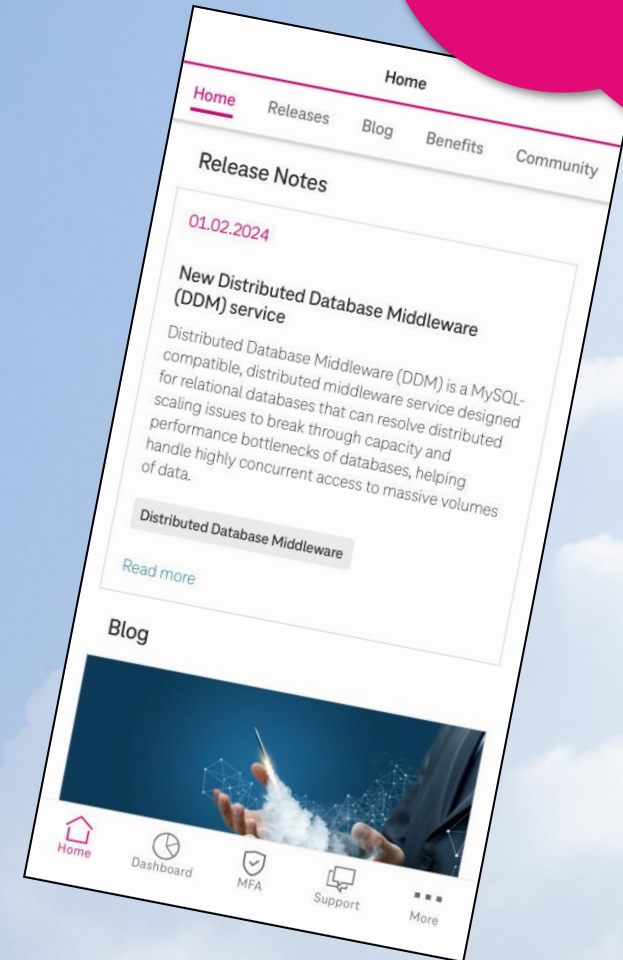 Home
Home Releases Blog Benefits Community
Release Notes
01.02.2024
New Distributed Database Middleware
(DDM) service
Distributed Database Middleware (DDM) is a MySQL-
compatible, distributed middleware service designed
for relational databases that can resolve distributed
scaling issues to break through capacity and
performance bottlenecks of databases, helping
handle highly concurrent access to massive volumes
of data.
Distributed Database Middleware
Read more
Blog
Home Dashboard MFA Support More